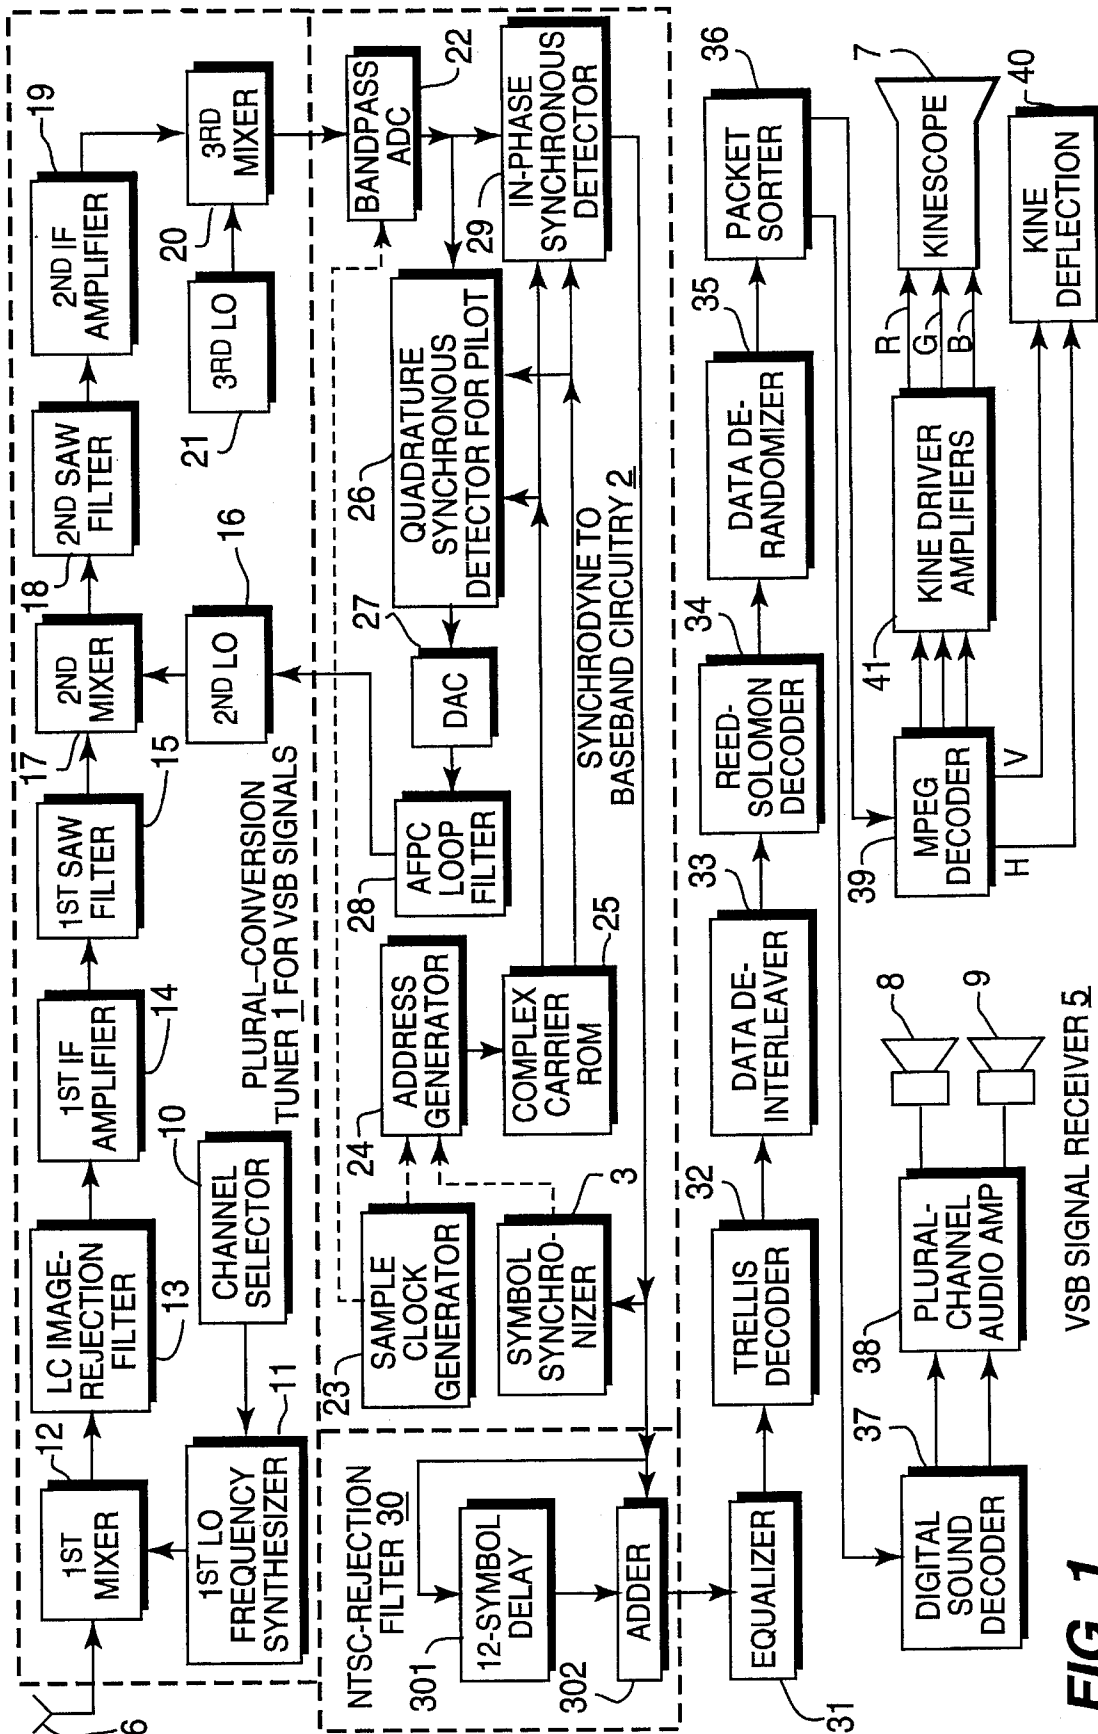 6
1ST
MIXER
12
LC IMAGE-
REJECTION
FILTER
13
1ST IF
AMPLIFIER
14
1ST SAW
FILTER
15
2ND
MIXER
17
2ND SAW
FILTER
18
2ND IF
AMPLIFIER
19
1ST LO
FREQUENCY
SYNTHESIZER
11
CHANNEL
SELECTOR
10
PLURAL-CONVERSION
TUNER 1 FOR VSB SIGNALS
2ND LO
16
3RD LO
21
3RD
MIXER
20
NTSC-REJECTION
FILTER 30
301
12-SYMBOL
DELAY
302
ADDER
23
SAMPLE
CLOCK
GENERATOR
SYMBOL
SYNCHRO-
NIZER
3
24
ADDRESS
GENERATOR
COMPLEX
CARRIER
ROM
25
28
AFPC
LOOP
FILTER
27
DAC
26
QUADRATURE
SYNCHRONOUS
DETECTOR FOR PILOT
SYNCHRODYNE TO
BASEBAND CIRCUITRY 2
BANDPASS
ADC
22
29
IN-PHASE
SYNCHRONOUS
DETECTOR
31
EQUALIZER
TRELLIS
DECODER
32
DATA DE-
INTERLEAVER
33
REED-
SOLOMON
DECODER
34
DATA DE-
RANDOMIZER
35
PACKET
SORTER
36
DIGITAL
SOUND
DECODER
37
38
PLURAL-
CHANNEL
AUDIO AMP
8
9
39
MPEG
DECODER
H
V
41
KINE DRIVER
AMPLIFIERS
R
G
B
KINESCOPE
7
KINE
DEFLECTION
40
VSB SIGNAL RECEIVER 5
FIG. 1